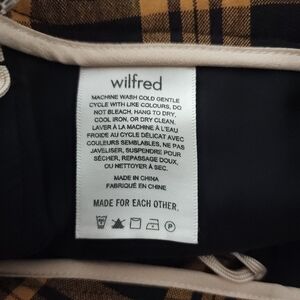 wilfred
MACHINE WASH COLD GENTLE
CYCLE WITH LIKE COLOURS, DO
NOT BLEACH, HANG TO DRY,
COOL IRON, OR DRY CLEAN.
LAVER À LA MACHINE À L'EAU
FROIDE AU CYCLE DÉLICAT AVEC
COULEURS SEMBLABLES, NE PAS
JAVELISER, SUSPENDRE POUR
SÉCHER, REPASSAGE DOUX,
OU NETTOYER À SEC.
MADE IN CHINA
FABRIQUÉ EN CHINE
MADE FOR EACH OTHER.
P